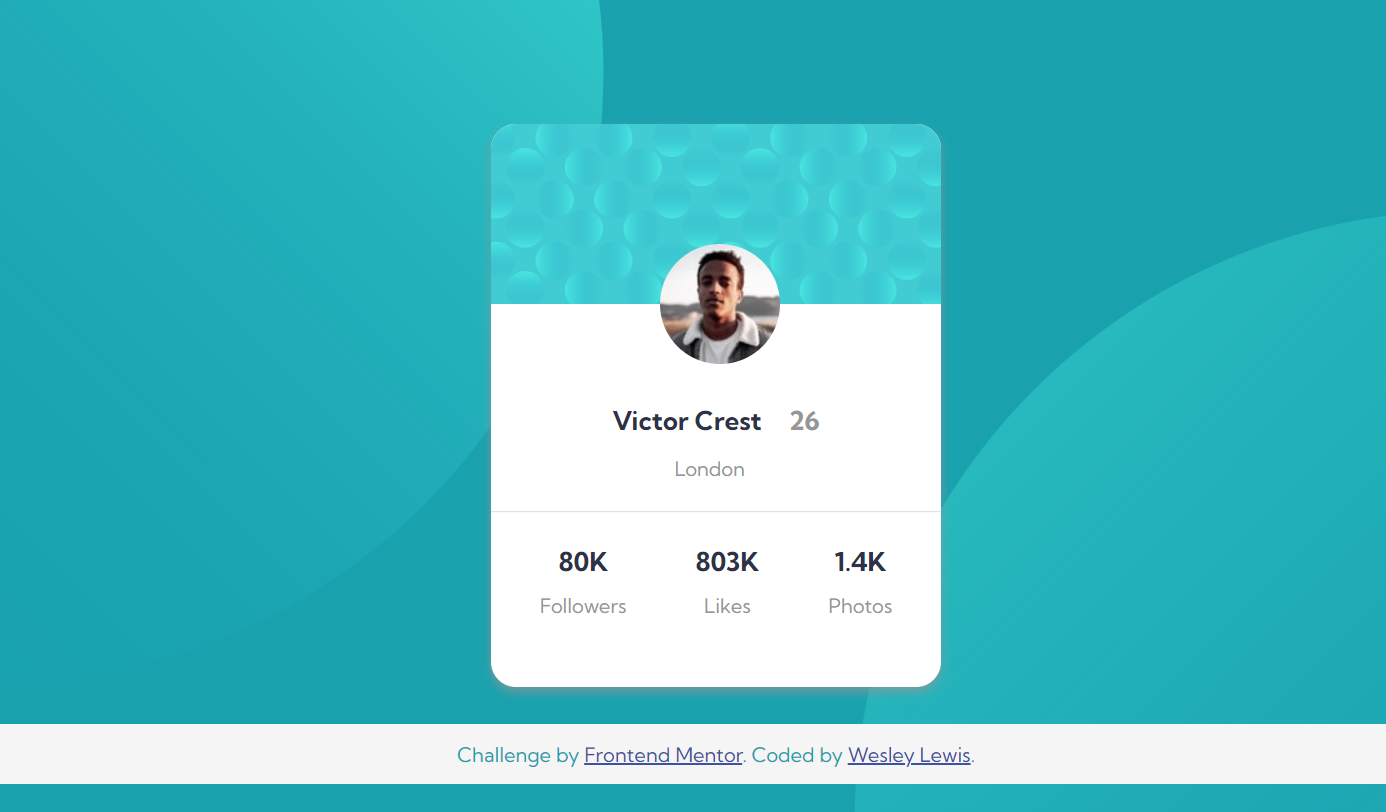 Victor Crest 26
London
80K 803K 1.4K
Followers Likes Photos
Challenge by Frontend Mentor. Coded by Wesley Lewis.